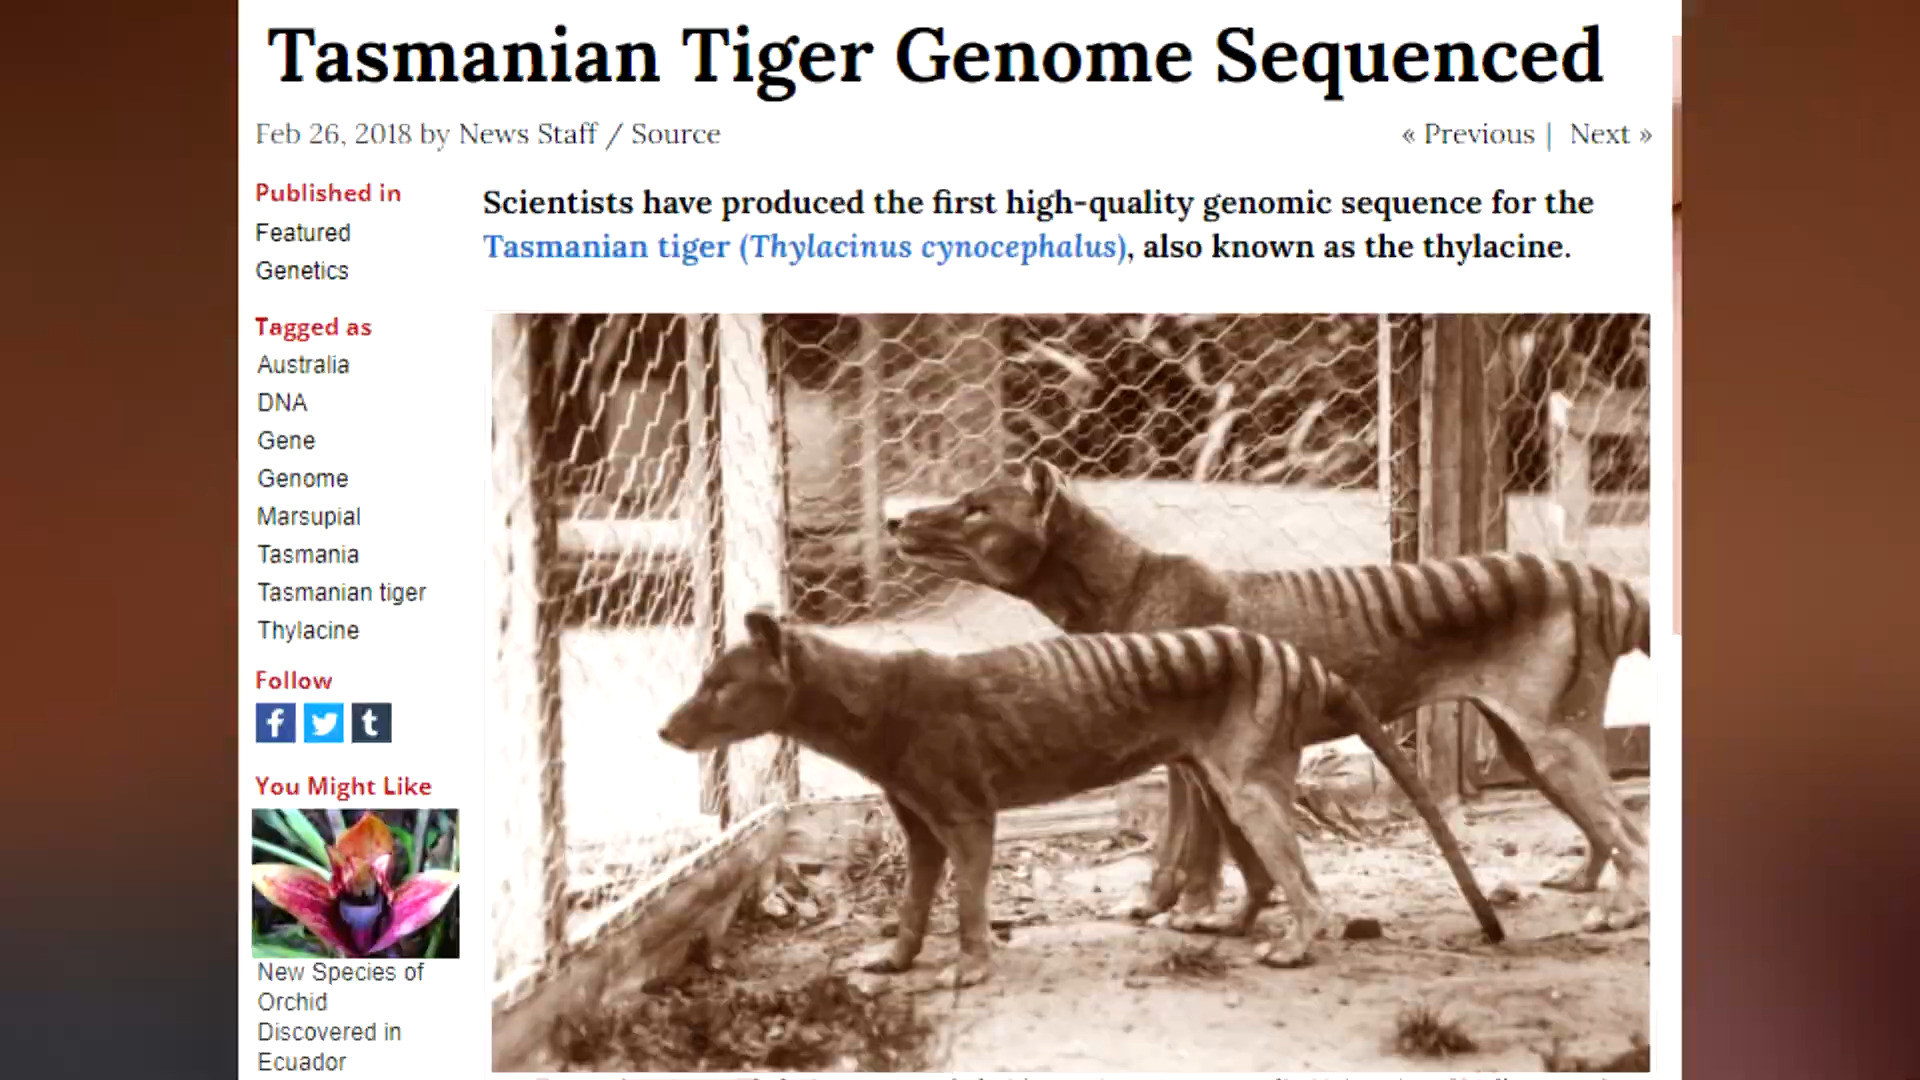 Tasmanian Tiger Genome Sequenced
Feb 26, 2018 by News Staff / Source
« Previous | Next »
Published in
Featured
Genetics
Tagged as
Australia
DNA
Gene
Genome
Marsupial
Tasmania
Tasmanian tiger
Thylacine
Follow
You Might Like
New Species of
Orchid
Discovered in
Ecuador
Scientists have produced the first high-quality genomic sequence for the
Tasmanian tiger (Thylacinus cynocephalus), also known as the thylacine.